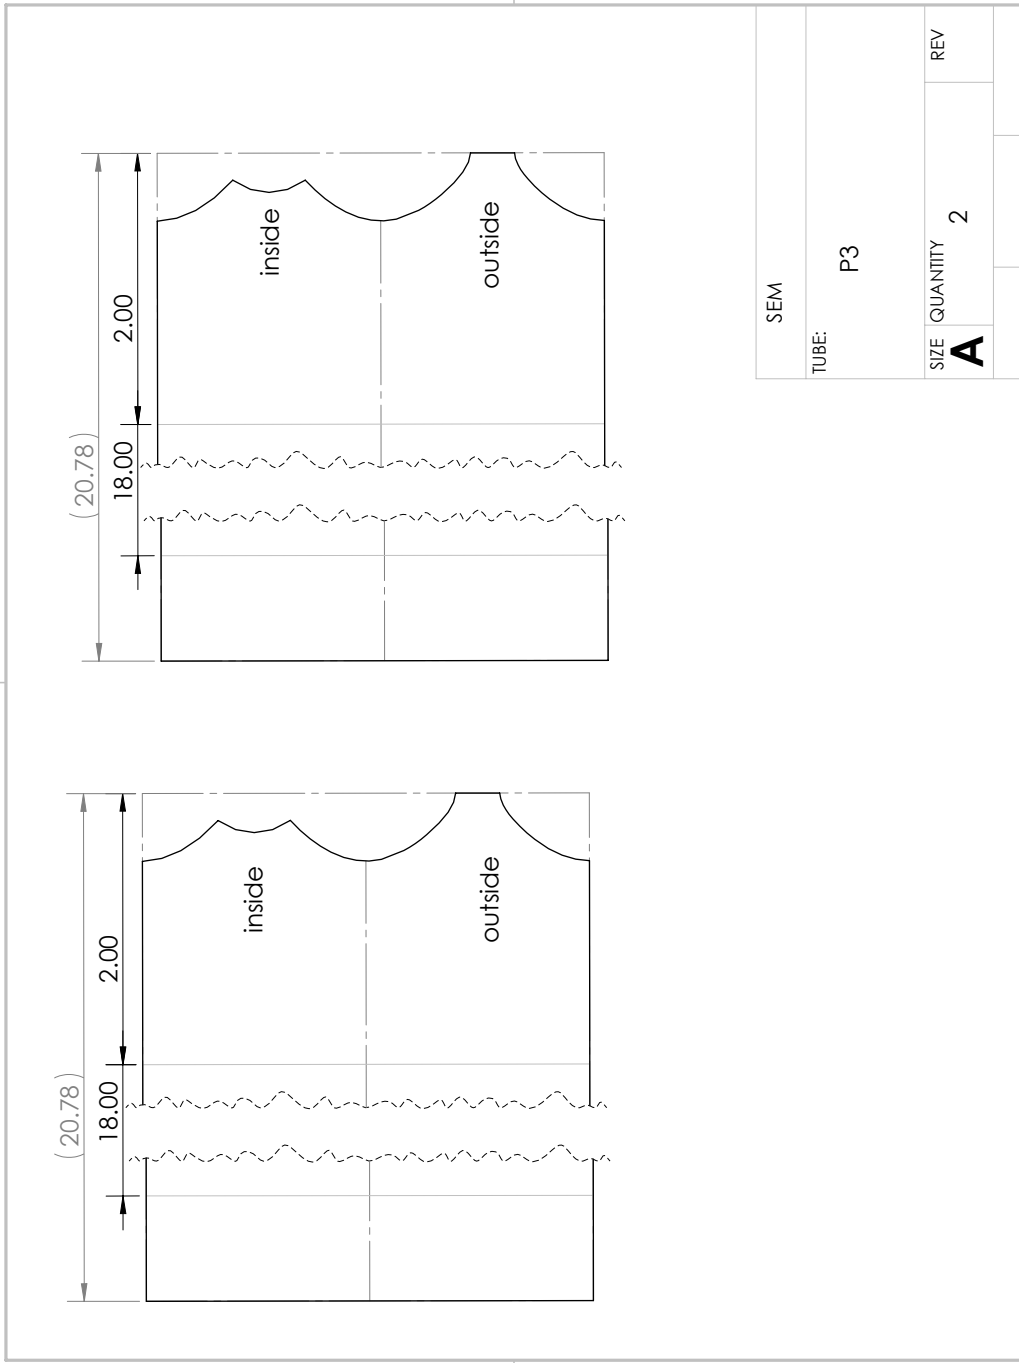 (20.78)
2.00
18.00
inside
outside
(20.78)
2.00
18.00
inside
outside
SEM
TUBE:
P3
SIZE
A
QUANTITY
2
REV